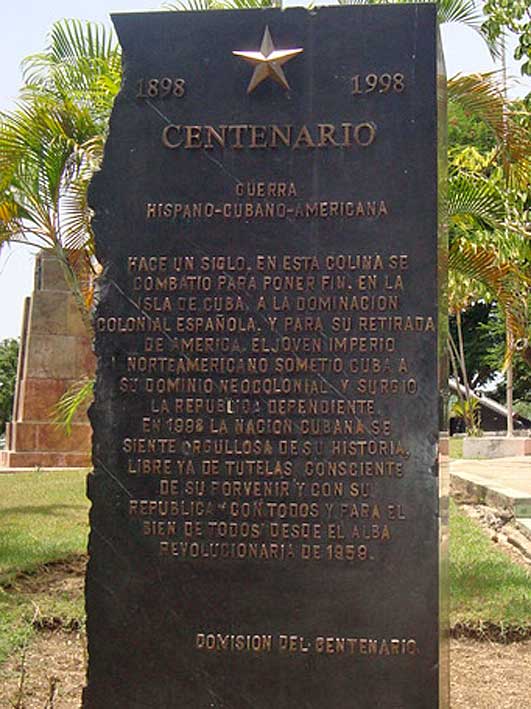 1898 1998
CENTENARIO
GUERRA
HISPANO-CUBANO-AMERICANA
HACE UN SIGLO, EN ESTA COLINA SE
COMBATIO PARA PONER FIN, EN LA
ISLA DE CUBA, A LA DOMINACION
COLONIAL ESPAÑOLA, Y PARA SU RETIRADA
DE AMERICA. EL JOVEN IMPERIO
NORTEAMERICANO SOMETIO CUBA A
SU DOMINIO NEOCOLONIAL Y SURGIO
LA REPUBLICA DEPENDIENTE.
EN 1998 LA NACION CUBANA SE
SIENTE ORGULLOSA DE SU HISTORIA,
LIBRE YA DE TUTELAS, CONSCIENTE
DE SU PORVENIR Y CON SU
REPUBLICA "CON TODOS Y PARA EL
BIEN DE TODOS" DESDE EL ALBA
REVOLUCIONARIA DE 1959.
COMISION DEL CENTENARIO